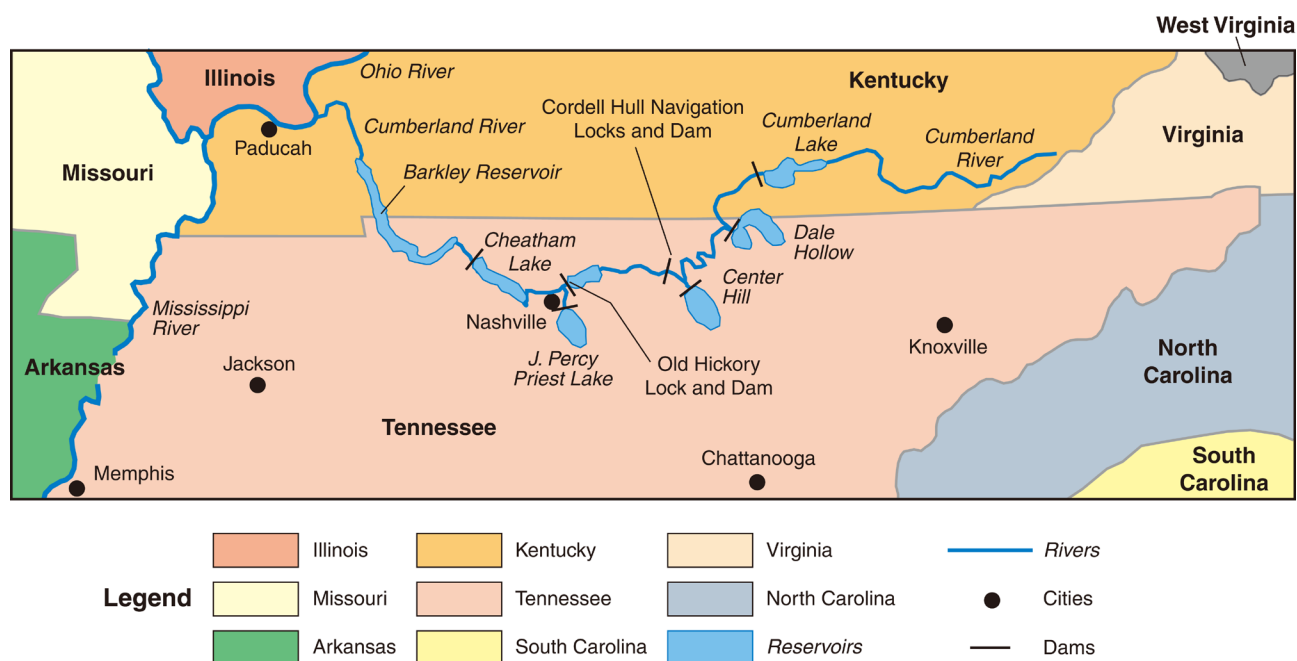 West Virginia
Illinois
Ohio River
Kentucky
Cordell Hull Navigation
Locks and Dam
Cumberland
Lake
Cumberland River
Cumberland
River
Virginia
Paducah
Missouri
Barkley Reservoir
Cheatham
Lake
Dale
Hollow
Center
Hill
Mississippi
River
Nashville
Knoxville
Arkansas
Jackson
J. Percy
Priest Lake
Old Hickory
Lock and Dam
North
Carolina
Tennessee
Memphis
Chattanooga
South
Carolina
Legend
Illinois
Kentucky
Virginia
Rivers
Missouri
Tennessee
North Carolina
Cities
Arkansas
South Carolina
Reservoirs
Dams